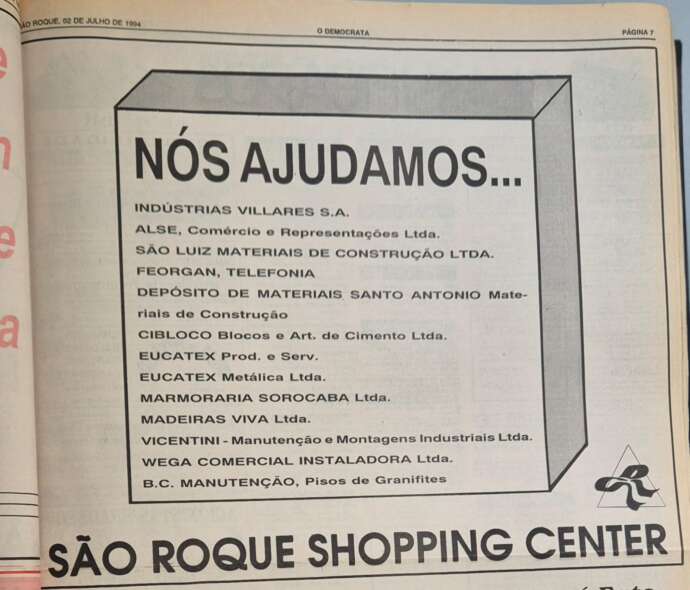 SÃO ROQUE, 02 DE JULHO DE 1994 O DEMOCRATA PÁGINA 7
NÓS AJUDAMOS...
INDÚSTRIAS VILLARES S.A.
ALSE, Comércio e Representações Ltda.
SÃO LUIZ MATERIAIS DE CONSTRUÇÃO LTDA.
FEORGAN, TELEFONIA
DEPÓSITO DE MATERIAIS SANTO ANTONIO Mate-
riais de Construção
CIBLOCO Blocos e Art. de Cimento Ltda.
EUCATEX Prod. e Serv.
EUCATEX Metálica Ltda.
MARMORARIA SOROCABA Ltda.
MADEIRAS VIVA Ltda.
VICENTINI - Manutenção e Montagens Industriais Ltda.
WEGA COMERCIAL INSTALADORA Ltda.
B.C. MANUTENÇÃO, Pisos de Granifites
SÃO ROQUE SHOPPING CENTER